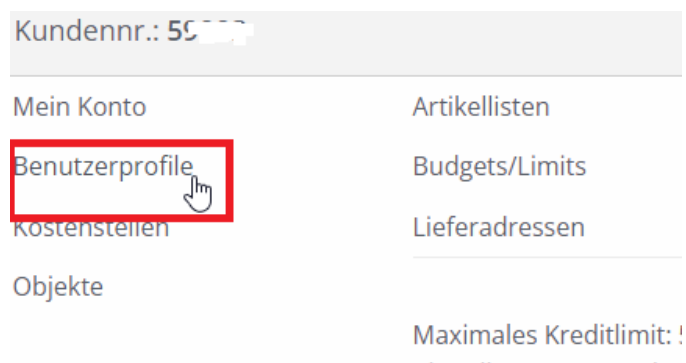 Kundennr.:
Mein Konto
Benutzerprofile
Kostenstellen
Objekte
Artikellisten
Budgets/Limits
Lieferadressen
Maximales Kreditlimit: